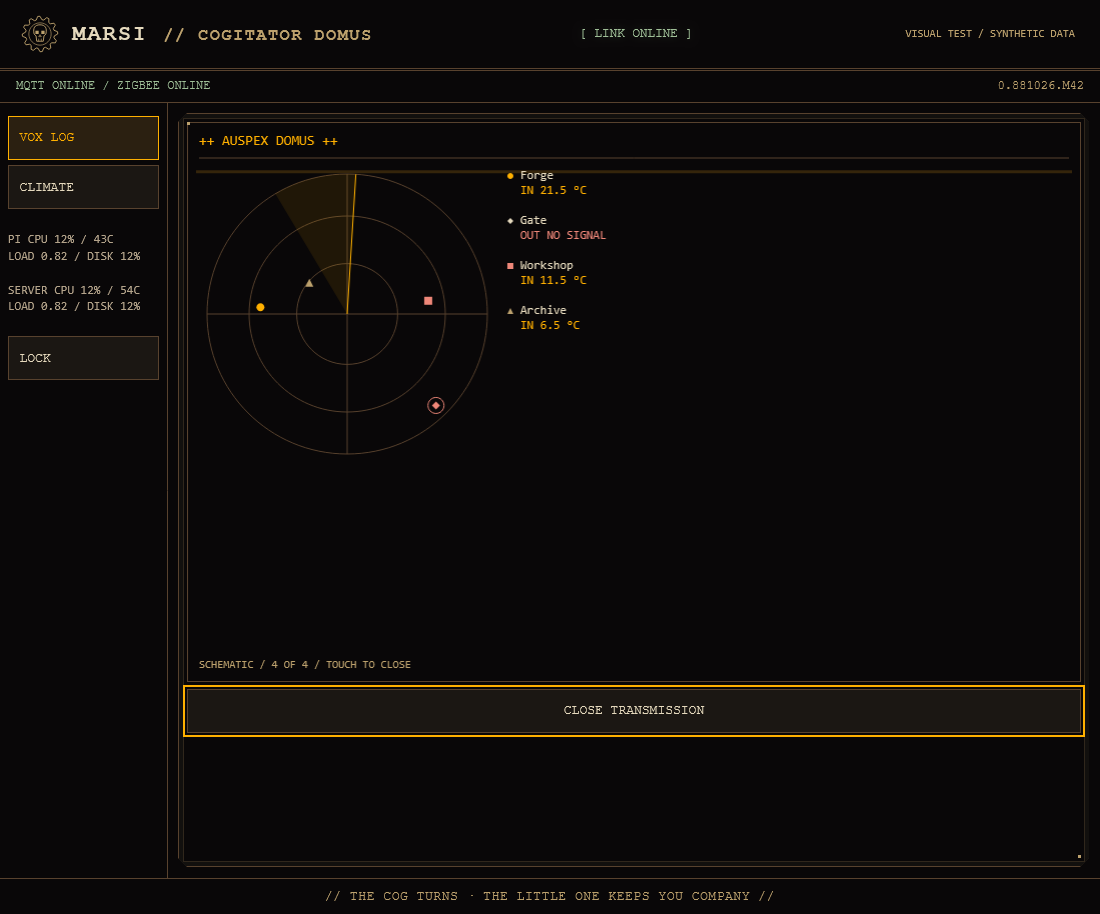 MARSI // COGITATOR DOMUS
[ LINK ONLINE ]
VISUAL TEST / SYNTHETIC DATA
MQTT ONLINE / ZIGBEE ONLINE
0.881026.M42
VOX LOG
CLIMATE
PI CPU 12% / 43C
LOAD 0.82 / DISK 12%
SERVER CPU 12% / 54C
LOAD 0.82 / DISK 12%
LOCK
++ AUSPEX DOMUS ++
Forge
IN 21.5 °C
Gate
OUT NO SIGNAL
Workshop
IN 11.5 °C
Archive
IN 6.5 °C
SCHEMATIC / 4 OF 4 / TOUCH TO CLOSE
CLOSE TRANSMISSION
// THE COG TURNS · THE LITTLE ONE KEEPS YOU COMPANY //